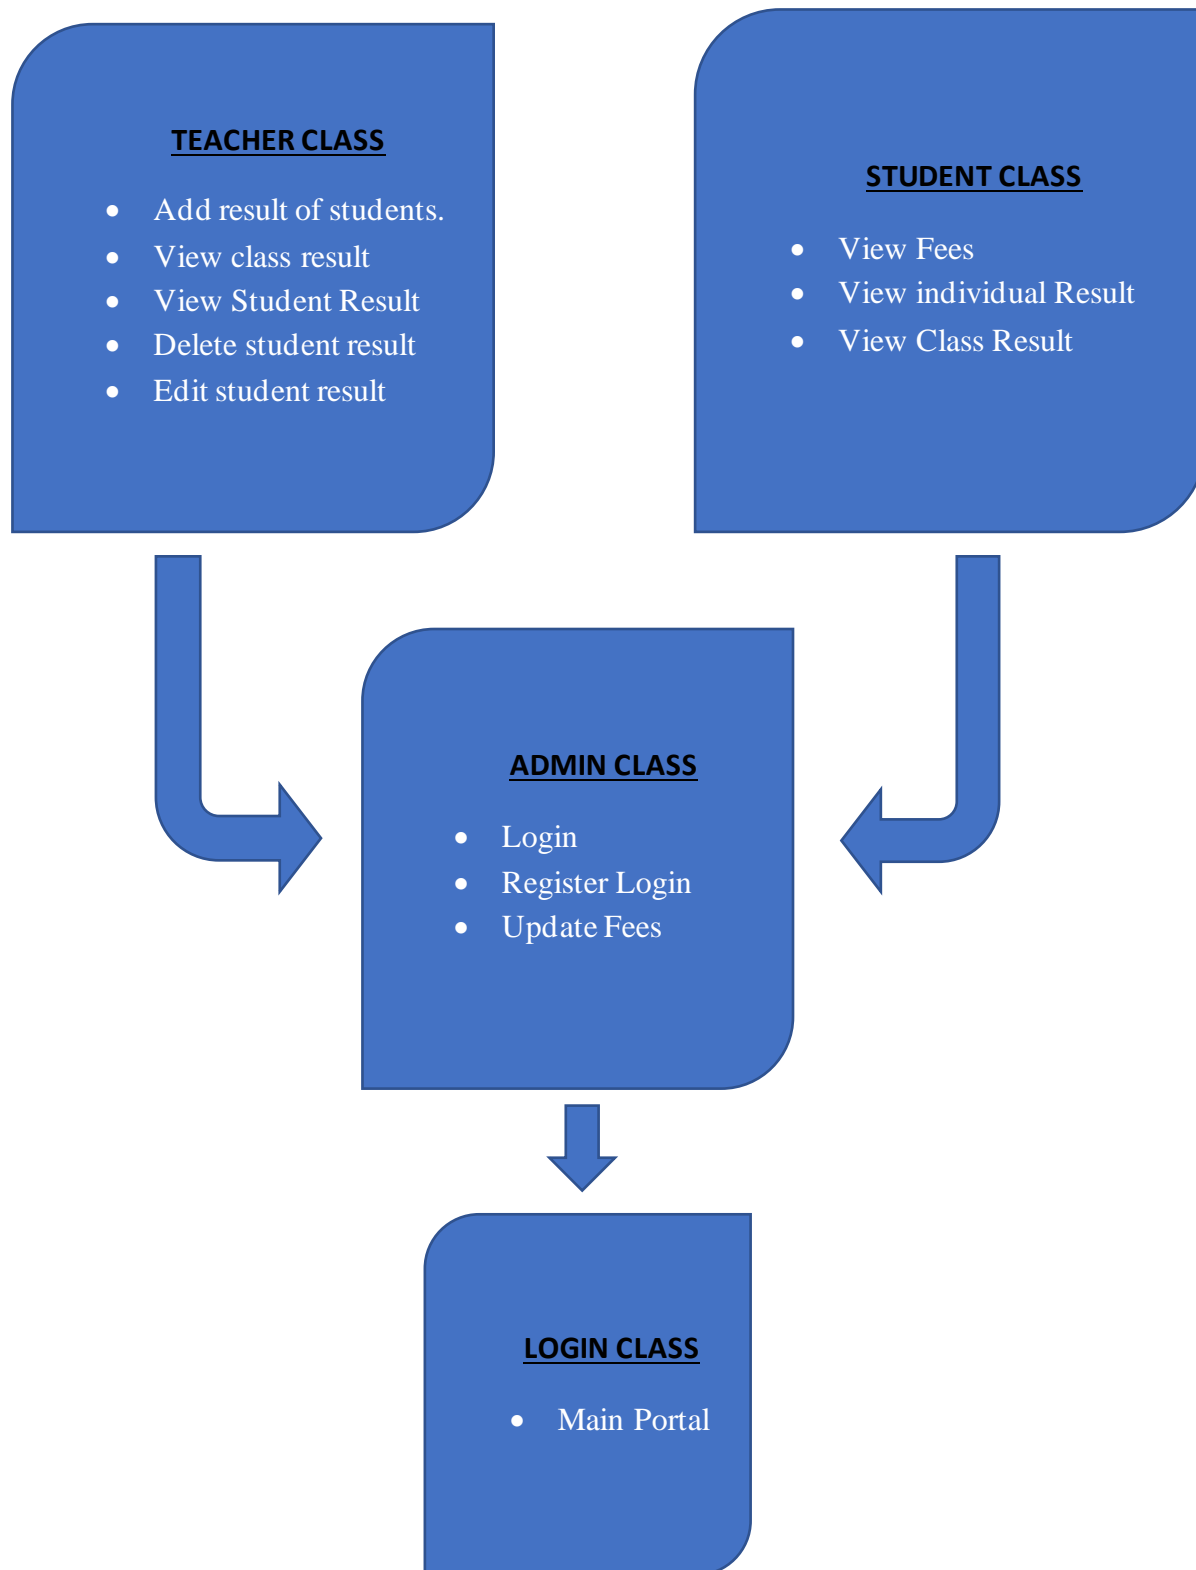 TEACHER CLASS
• Add result of students.
• View class result
• View Student Result
• Delete student result
• Edit student result
STUDENT CLASS
• View Fees
• View individual Result
• View Class Result
ADMIN CLASS
• Login
• Register Login
• Update Fees
LOGIN CLASS
• Main Portal